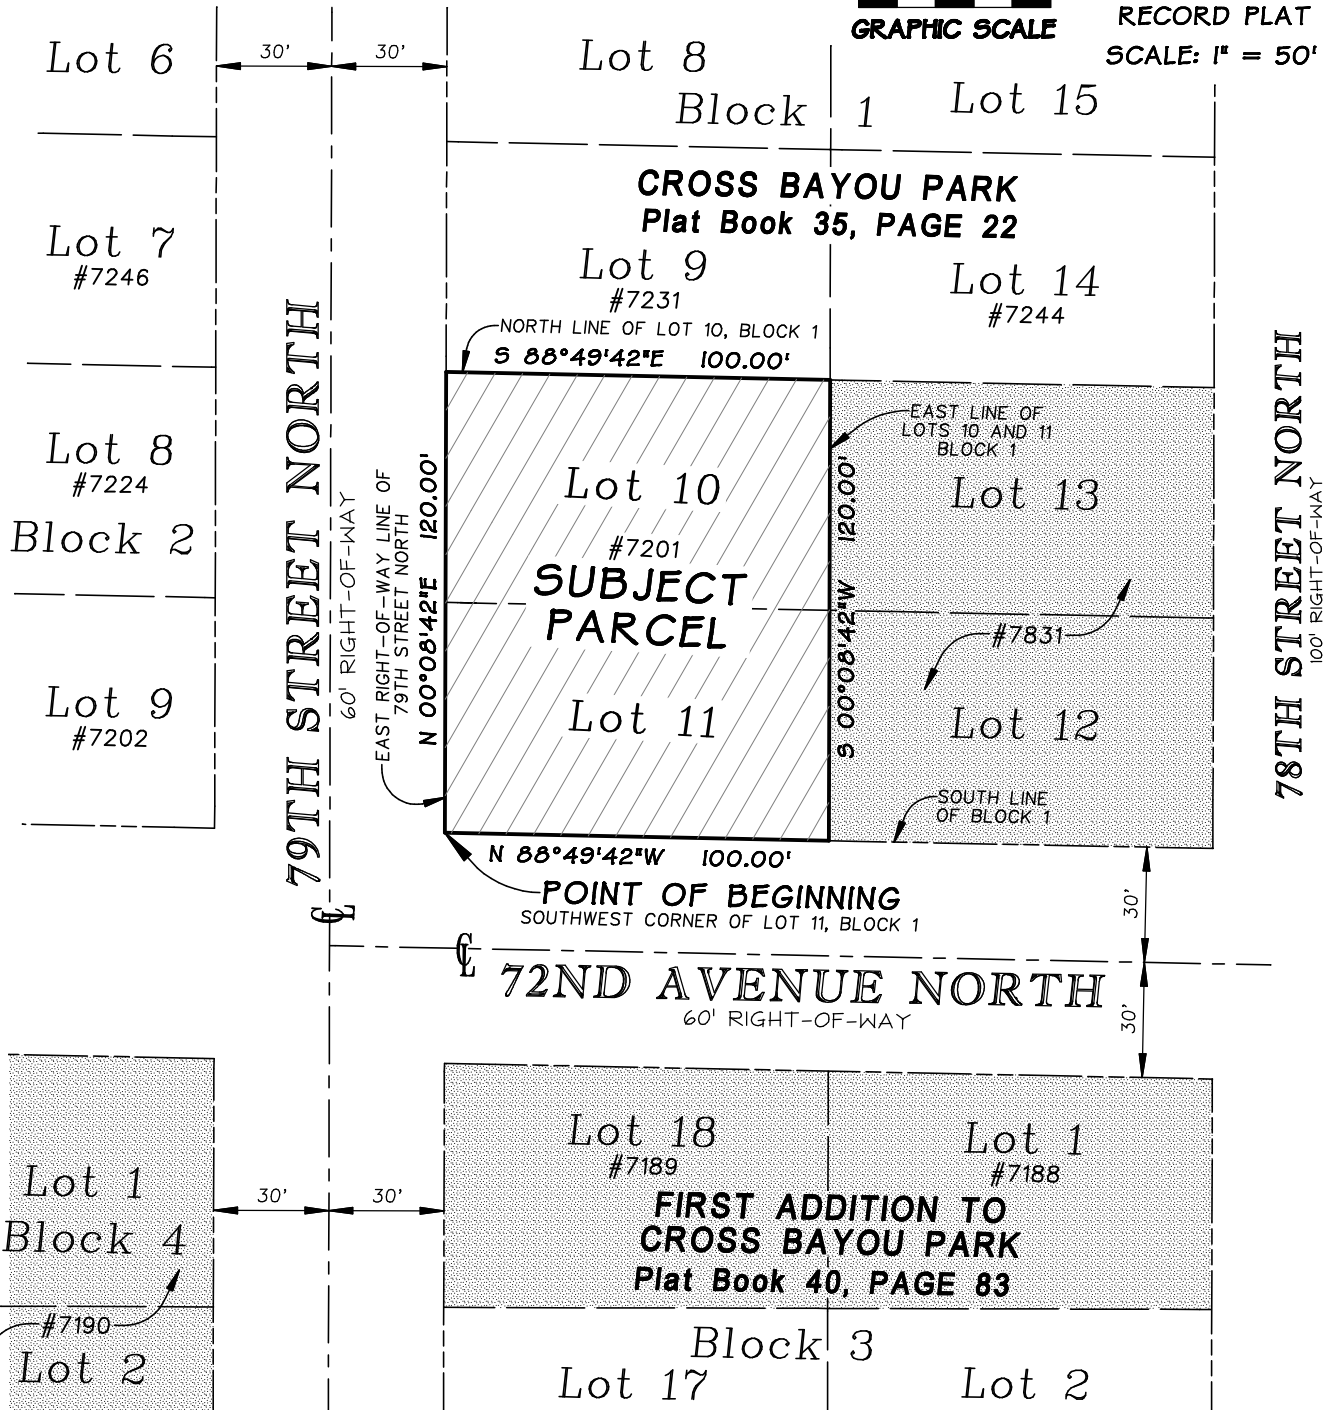 GRAPHIC SCALE
RECORD PLAT
SCALE: 1" = 50'
Lot 6
30'
30'
Lot 8
Block 1
Lot 15
CROSS BAYOU PARK
Plat Book 35, PAGE 22
Lot 7
#7246
Lot 9
#7231
Lot 14
#7244
NORTH LINE OF LOT 10, BLOCK 1
S 88°49'42"E 100.00'
79TH STREET NORTH
60' RIGHT-OF-WAY
EAST RIGHT-OF-WAY LINE OF
79TH STREET NORTH
N 00°08'42"E 120.00'
Lot 8
#7224
Block 2
Lot 10
#7201
SUBJECT
PARCEL
Lot 11
EAST LINE OF
LOTS 10 AND 11
BLOCK 1
S 00°08'42"W 120.00'
Lot 13
#7831
Lot 12
78TH STREET NORTH
100' RIGHT-OF-WAY
Lot 9
#7202
SOUTH LINE
OF BLOCK 1
N 88°49'42"W 100.00'
POINT OF BEGINNING
SOUTHWEST CORNER OF LOT 11, BLOCK 1
30'
℄
℄
72ND AVENUE NORTH
60' RIGHT-OF-WAY
30'
Lot 18
#7189
Lot 1
#7188
Lot 1
Block 4
30'
30'
FIRST ADDITION TO
CROSS BAYOU PARK
Plat Book 40, PAGE 83
#7190
Lot 2
Block 3
Lot 17
Lot 2